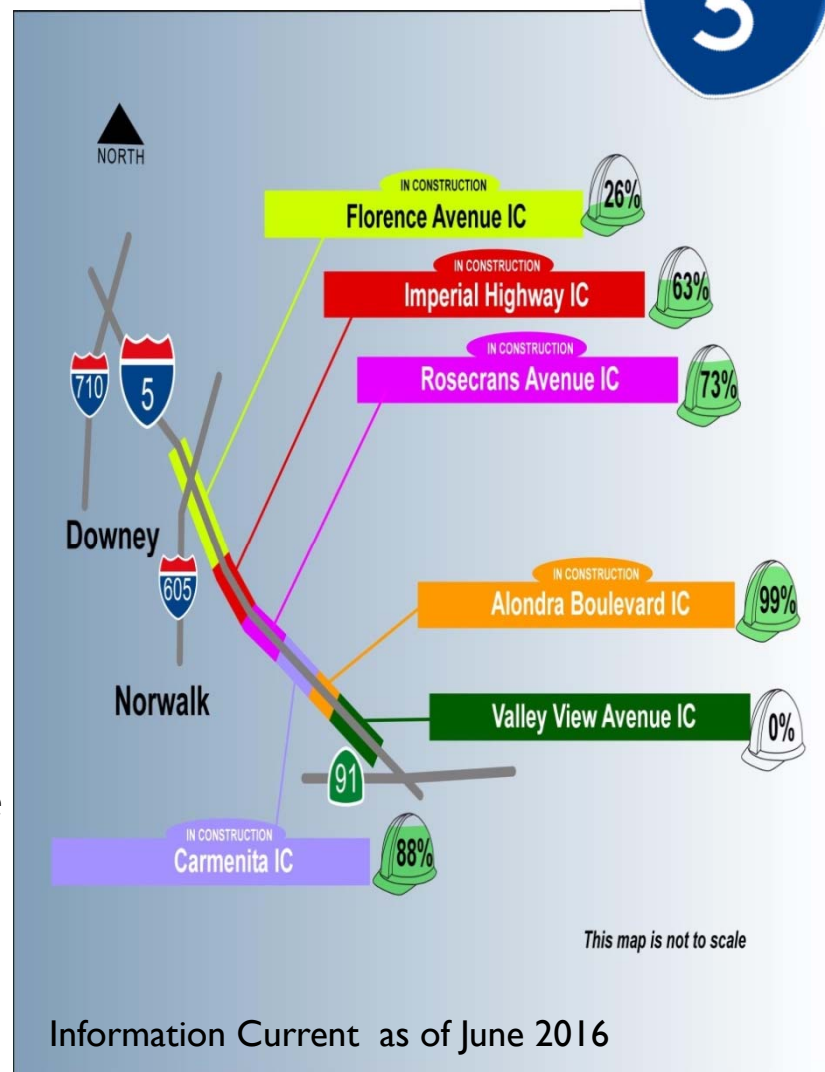 5
NORTH
IN CONSTRUCTION
Florence Avenue IC
26%
IN CONSTRUCTION
Imperial Highway IC
63%
IN CONSTRUCTION
Rosecrans Avenue IC
73%
710
5
Downey
605
Norwalk
IN CONSTRUCTION
Alondra Boulevard IC
99%
Valley View Avenue IC
0%
91
IN CONSTRUCTION
Carmenita IC
88%
This map is not to scale
Information Current as of June 2016